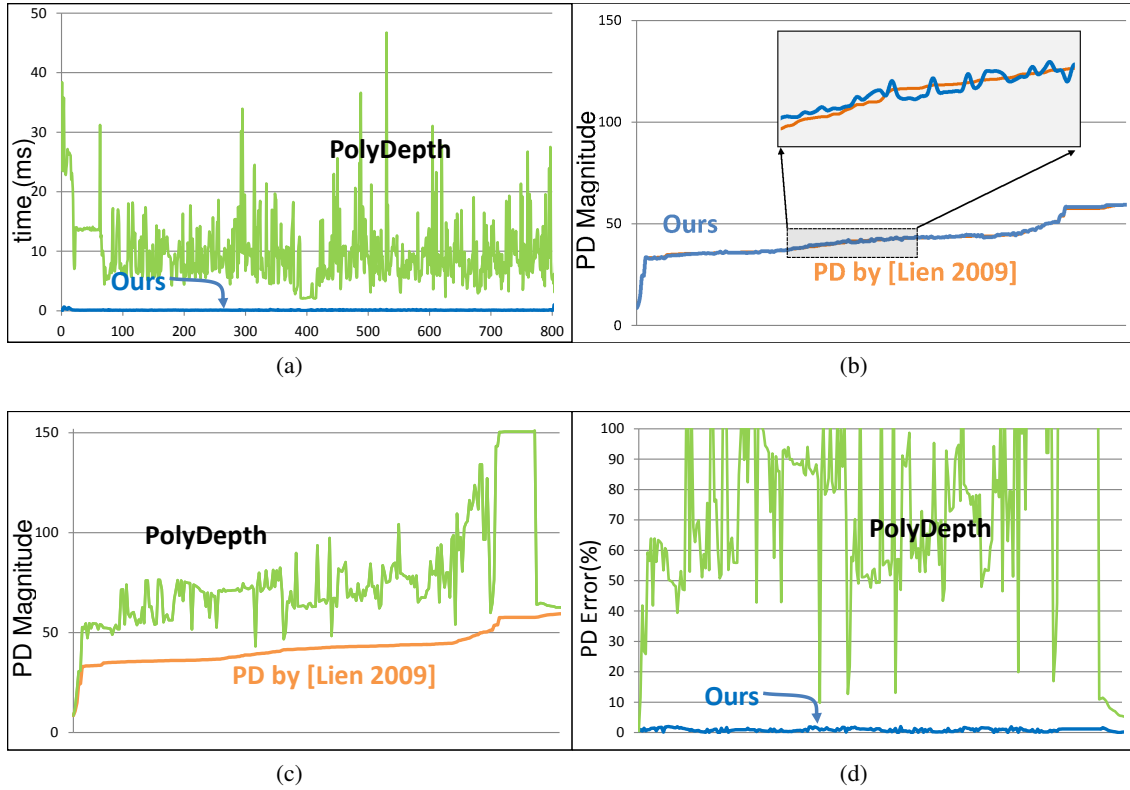 50
40
30
20
10
0
time (ms)
PolyDepth
Ours
0 100 200 300 400 500 600 700 800
(a)
150
100
50
0
PD Magnitude
Ours
PD by [Lien 2009]
(b)
150
100
50
0
PD Magnitude
PolyDepth
PD by [Lien 2009]
(c)
100
90
80
70
60
50
40
30
20
10
0
PD Error(%)
PolyDepth
Ours
(d)